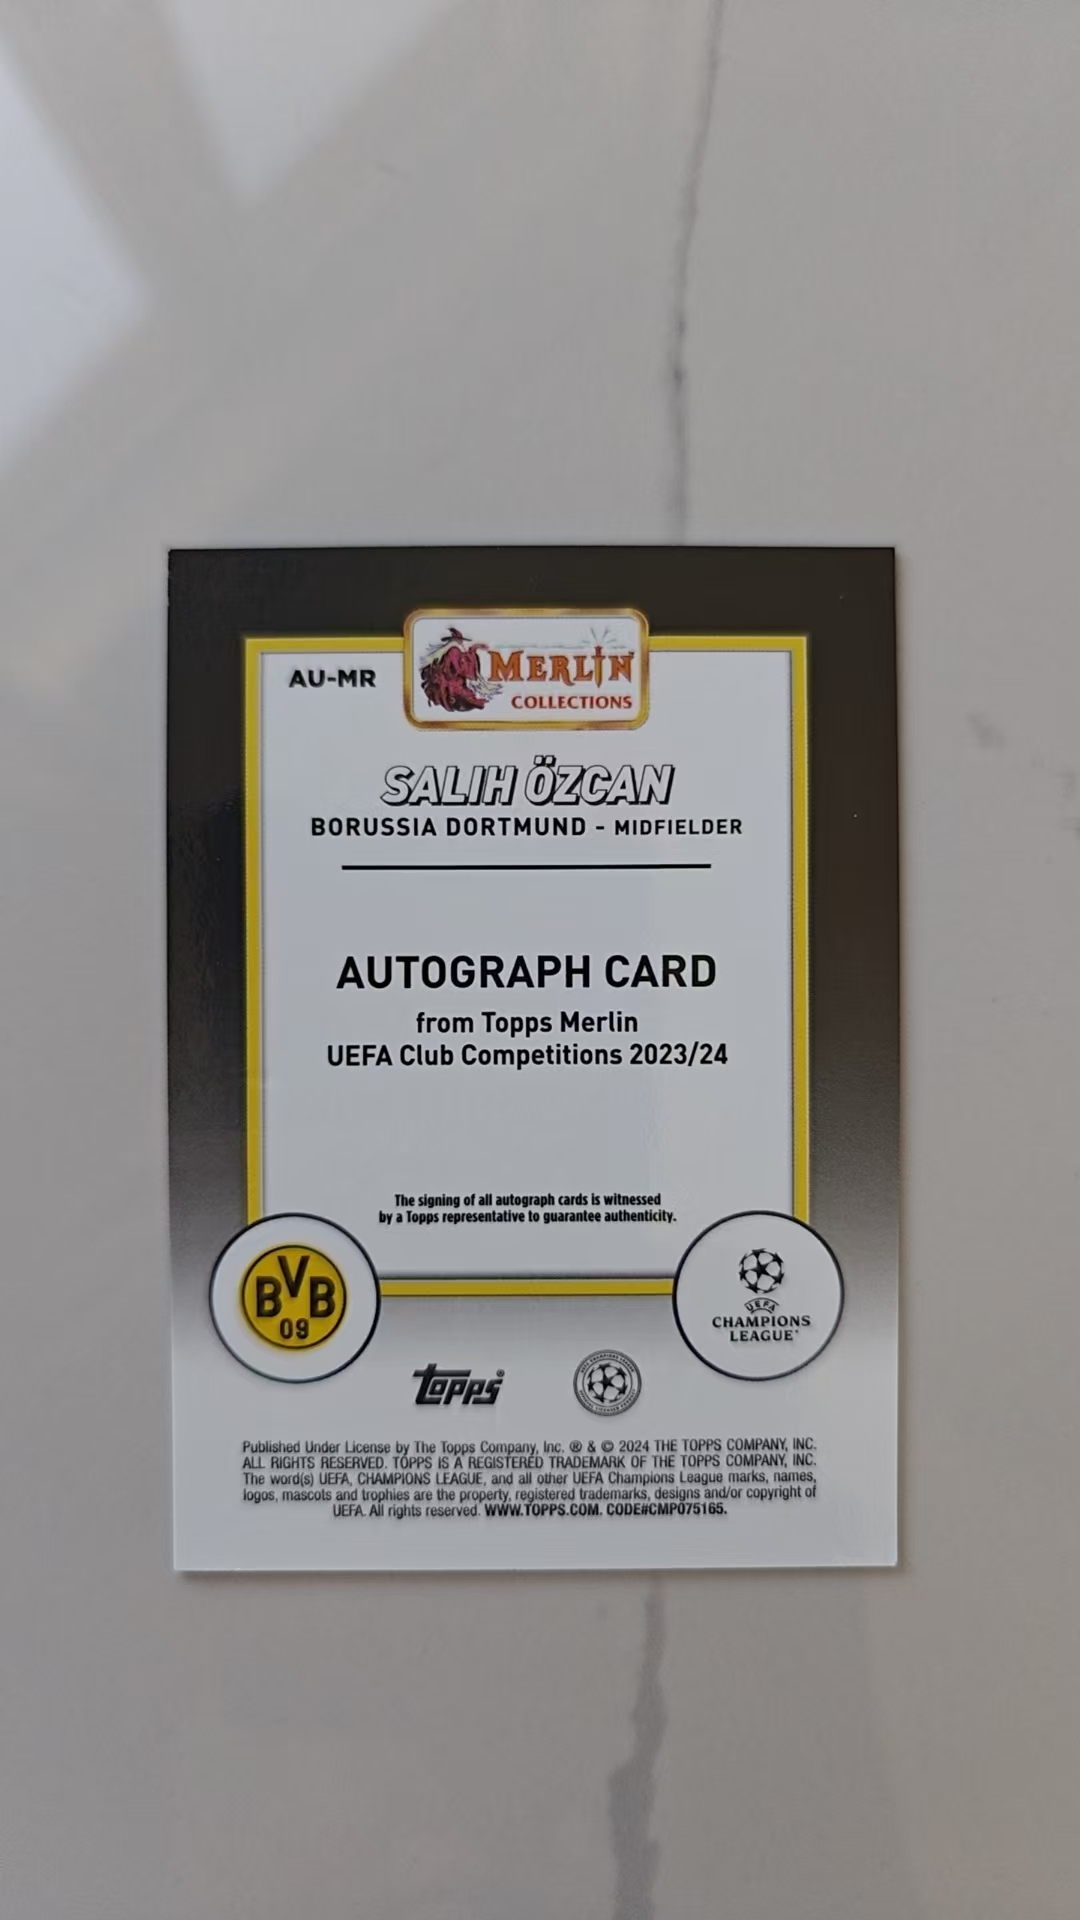 AU-MR
MERLIN
COLLECTIONS
SALIH ÖZCAN
BORUSSIA DORTMUND - MIDFIELDER
AUTOGRAPH CARD
from Topps Merlin
UEFA Club Competitions 2023/24
The signing of all autograph cards is witnessed
by a Topps representative to guarantee authenticity.
BVB
09
UEFA
CHAMPIONS
LEAGUE
topps®
Published Under License by The Topps Company, Inc. ® & © 2024 THE TOPPS COMPANY, INC.
ALL RIGHTS RESERVED. TOPPS IS A REGISTERED TRADEMARK OF THE TOPPS COMPANY, INC.
The word(s) UEFA, CHAMPIONS LEAGUE, and all other UEFA Champions League marks, names,
logos, mascots and trophies are the property, registered trademarks, designs and/or copyright of
UEFA. All rights reserved. WWW.TOPPS.COM. CODE#CMP075165.